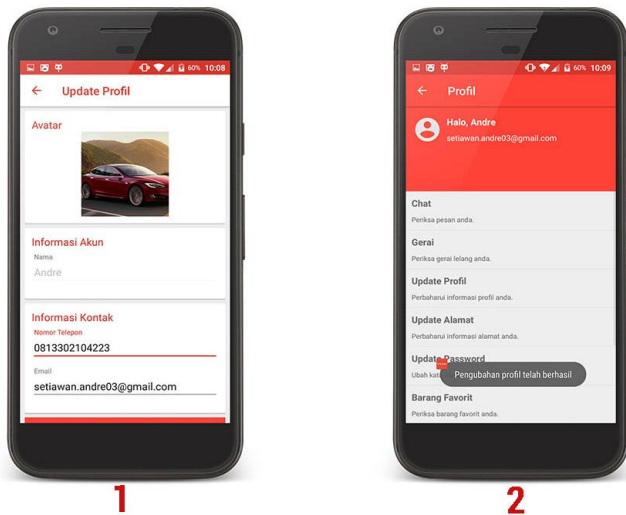 60% 10:08
Update Profil
Avatar
Informasi Akun
Nama
Andre
Informasi Kontak
Nomor Telepon
0813302104223
Email
setiawan.andre03@gmail.com
1
60% 10:09
Profil
Halo, Andre
setiawan.andre03@gmail.com
Chat
Periksa pesan anda.
Gerai
Periksa gerai lelang anda.
Update Profil
Perbaharui informasi profil anda.
Update Alamat
Perbaharui informasi alamat anda.
Update Password
Ubah kat
Pengubahan profil telah berhasil
Barang Favorit
Periksa barang favorit anda.
2